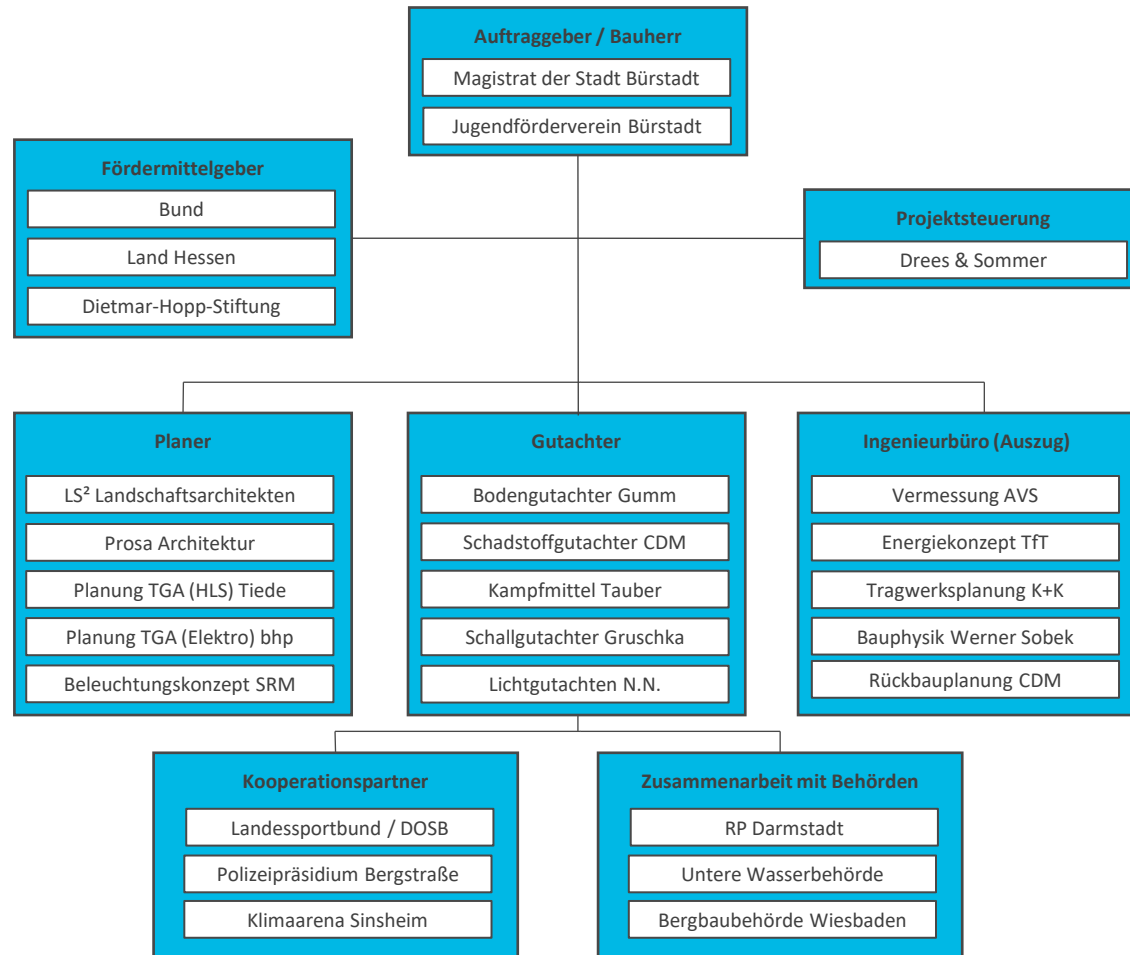 Auftraggeber / Bauherr
Magistrat der Stadt Bürstadt
Jugendförderverein Bürstadt
Fördermittelgeber
Bund
Land Hessen
Dietmar-Hopp-Stiftung
Projektsteuerung
Drees & Sommer
Planer
LS² Landschaftsarchitekten
Prosa Architektur
Planung TGA (HLS) Tiede
Planung TGA (Elektro) bhp
Beleuchtungskonzept SRM
Gutachter
Bodengutachter Gumm
Schadstoffgutachter CDM
Kampfmittel Tauber
Schallgutachter Gruschka
Lichtgutachten N.N.
Ingenieurbüro (Auszug)
Vermessung AVS
Energiekonzept TfT
Tragwerksplanung K+K
Bauphysik Werner Sobek
Rückbauplanung CDM
Kooperationspartner
Landessportbund / DOSB
Polizeipräsidium Bergstraße
Klimaarena Sinsheim
Zusammenarbeit mit Behörden
RP Darmstadt
Untere Wasserbehörde
Bergbaubehörde Wiesbaden